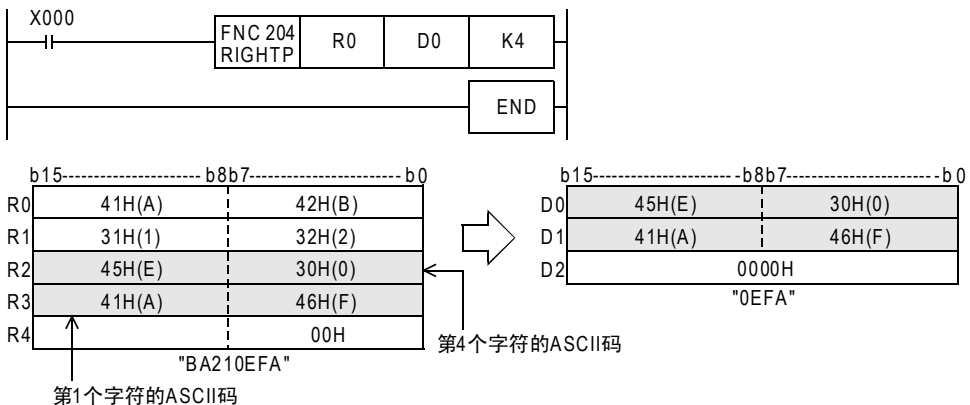 X000
FNC 204 R0 D0 K4
RIGHTP
END
b15---------------------- b8b7------------------------ b0
R0 41H(A) 42H(B)
R1 31H(1) 32H(2)
R2 45H(E) 30H(0)
R3 41H(A) 46H(F)
R4 00H
"BA210EFA"
第1个字符的ASCII码
第4个字符的ASCII码
b15---------------------- -b8b7-----------------------b0
D0 45H(E) 30H(0)
D1 41H(A) 46H(F)
D2 0000H
"0EFA"